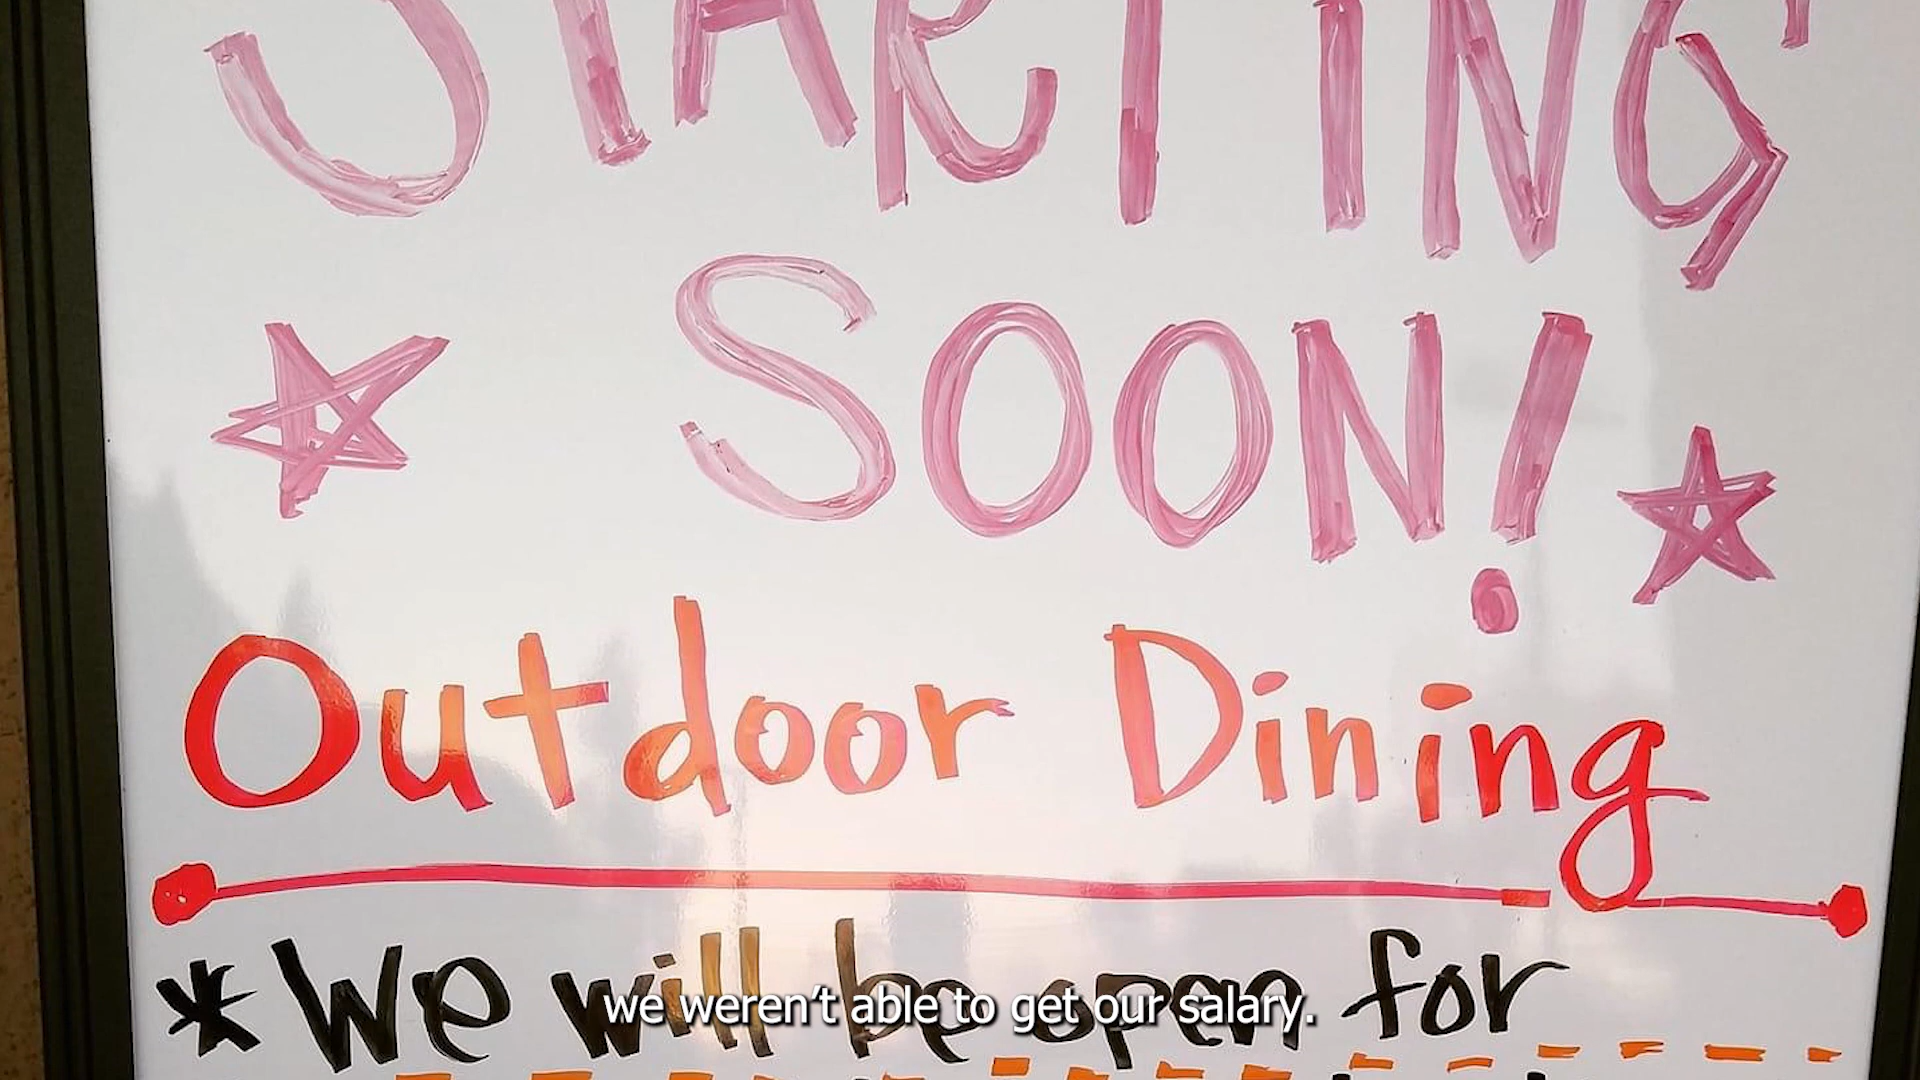 STARTING
SOON!
Outdoor Dining
*We will be open for
we weren't able to get our salary.